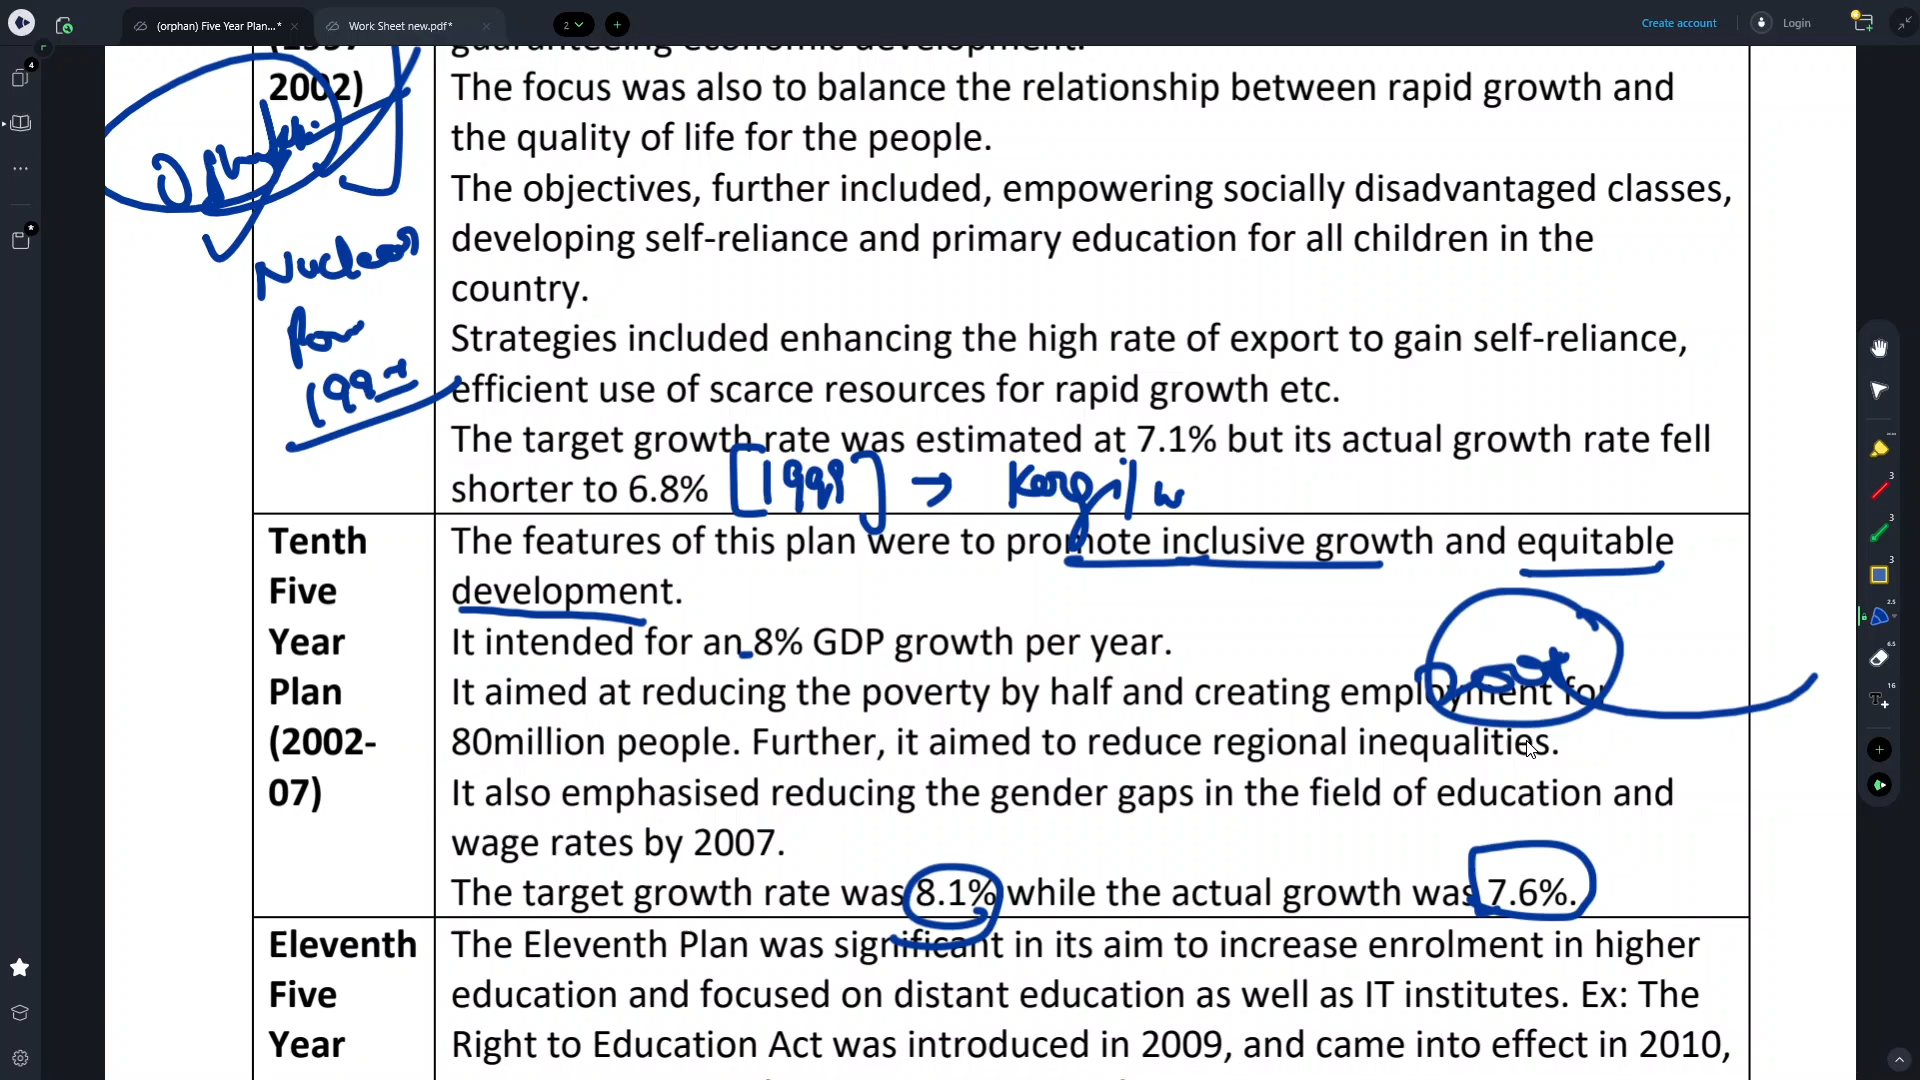 (orphan) Five Year Plan...*
Work Sheet new.pdf*
2
Create account
Login
guaranteeing economic development.
2002)
The focus was also to balance the relationship between rapid growth and
the quality of life for the people.
The objectives, further included, empowering socially disadvantaged classes,
developing self-reliance and primary education for all children in the
country.
Nuclear
Strategies included enhancing the high rate of export to gain self-reliance,
efficient use of scarce resources for rapid growth etc.
The target growth rate was estimated at 7.1% but its actual growth rate fell
shorter to 6.8% [1999] → Kargil w
Tenth
Five
Year
Plan
(2002-
07)
The features of this plan were to promote inclusive growth and equitable
development.
It intended for an 8% GDP growth per year.
It aimed at reducing the poverty by half and creating employment for
80million people. Further, it aimed to reduce regional inequalities.
It also emphasised reducing the gender gaps in the field of education and
wage rates by 2007.
The target growth rate was 8.1% while the actual growth was 7.6%.
Eleventh
Five
Year
The Eleventh Plan was significant in its aim to increase enrolment in higher
education and focused on distant education as well as IT institutes. Ex: The
Right to Education Act was introduced in 2009, and came into effect in 2010,